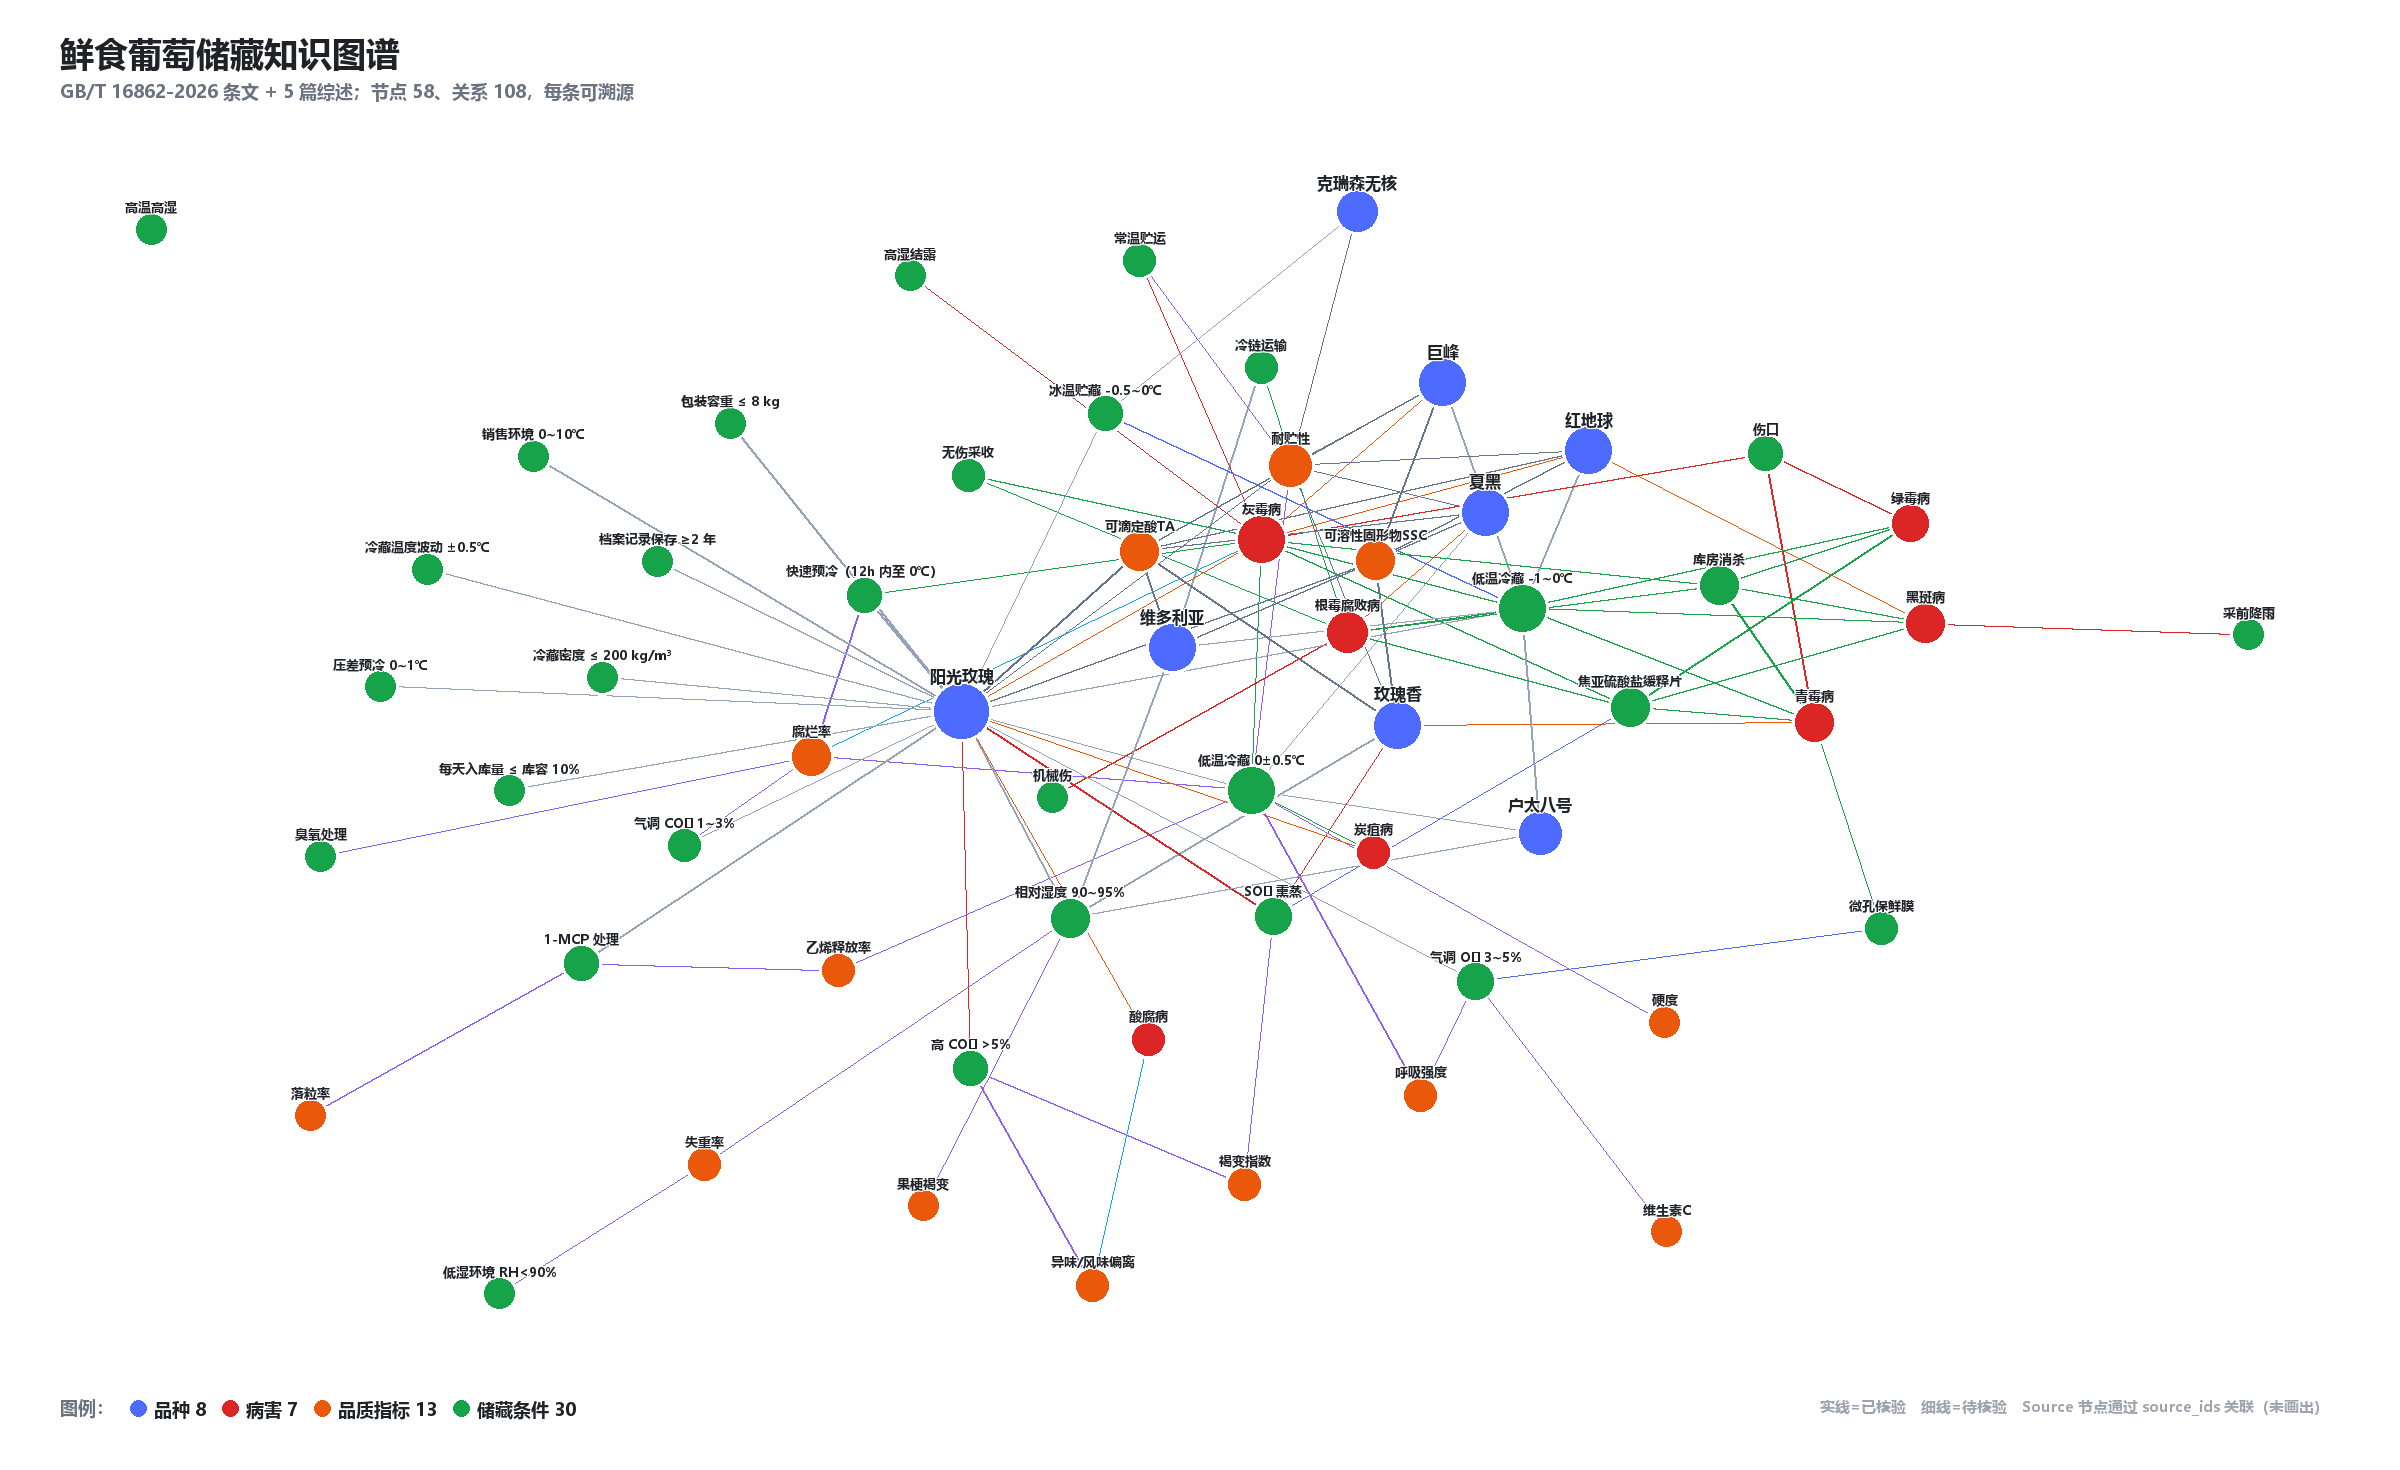 鲜食葡萄储藏知识图谱
GB/T 16862-2026 条文 + 5 篇综述；节点 58、关系 108，每条可溯源
克瑞森无核
高温高湿
常温贮运
高湿结露
冷链运输
巨峰
冰温贮藏 -0.5~0℃
包装容重 ≤ 8 kg
红地球
伤口
销售环境 0~10℃
耐贮性
无伤采收
夏黑
绿霉病
灰霉病
可滴定酸TA
可溶性固形物SSC
档案记录保存 ≥2 年
冷藏温度波动 ±0.5℃
库房消杀
快速预冷（12h 内至 0℃）
低温冷藏 -1~0℃
黑斑病
根霉腐败病
采前降雨
维多利亚
冷藏密度 ≤ 200 kg/m³
压差预冷 0~1℃
阳光玫瑰
焦亚硫酸盐缓释片
玫瑰香
青霉病
腐烂率
低温冷藏 0±0.5℃
每天入库量 ≤ 库容 10%
机械伤
户太八号
气调 CO▯ 1~3%
炭疽病
臭氧处理
相对湿度 90~95%
SO▯ 熏蒸
微孔保鲜膜
1-MCP 处理
乙烯释放率
气调 O▯ 3~5%
硬度
酸腐病
高 CO▯ >5%
呼吸强度
落粒率
失重率
褐变指数
果梗褐变
维生素C
异味/风味偏离
低湿环境 RH<90%
图例： 品种 8 病害 7 品质指标 13 储藏条件 30
实线=已核验 细线=待核验 Source 节点通过 source_ids 关联（未画出）